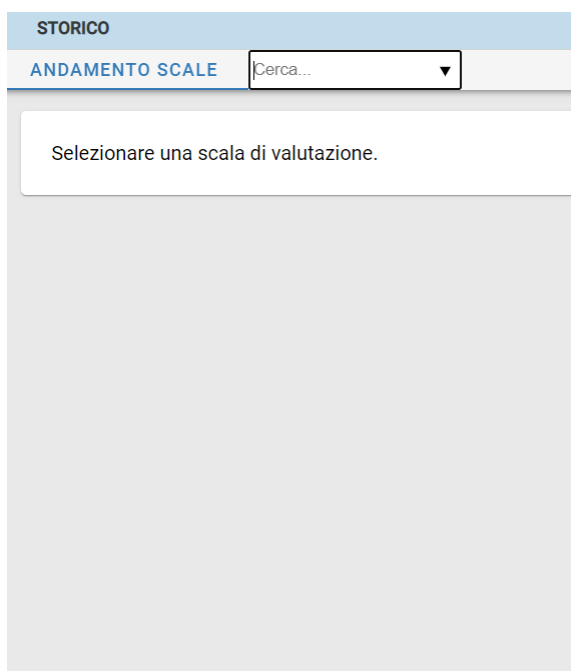 STORICO
ANDAMENTO SCALE
Cerca...
Selezionare una scala di valutazione.